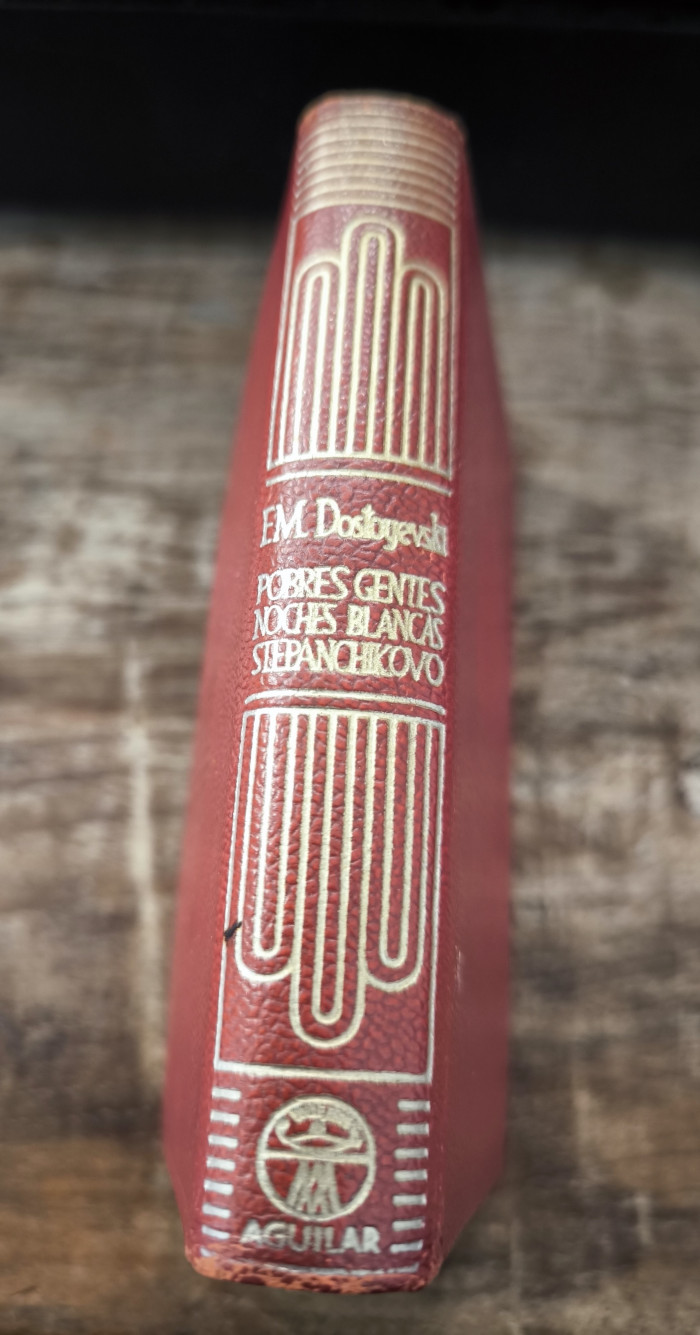 F.M. Dostoyevski
POBRES GENTES
NOCHES BLANCAS
STEPANCHIKOVO
AGUILAR